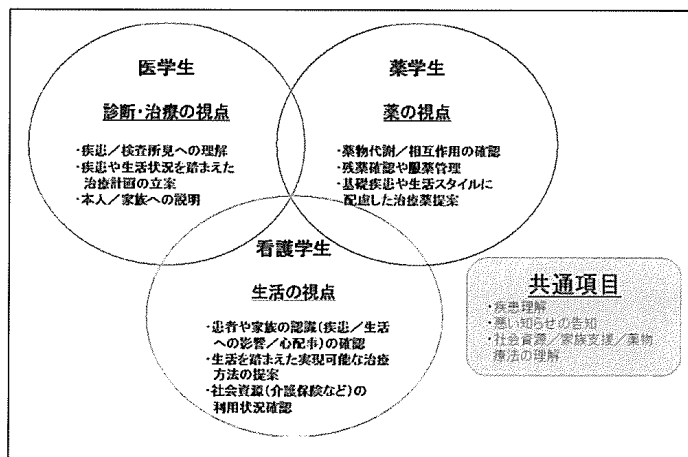 医学生
診断・治療の視点
・疾患／検査所見への理解
・疾患や生活状況を踏まえた
治療計画の立案
・本人／家族への説明
薬学生
薬の視点
・薬物代謝／相互作用の確認
・残薬確認や服薬管理
・基礎疾患や生活スタイルに
配慮した治療薬提案
看護学生
生活の視点
・患者や家族の認識（疾患／生活
への影響／心配事）の確認
・生活を踏まえた実現可能な治療
方法の提案
・社会資源（介護保険など）の
利用状況確認
共通項目
・疾患理解
・悪い知らせの告知
・社会資源／家族支援／薬物
療法の理解